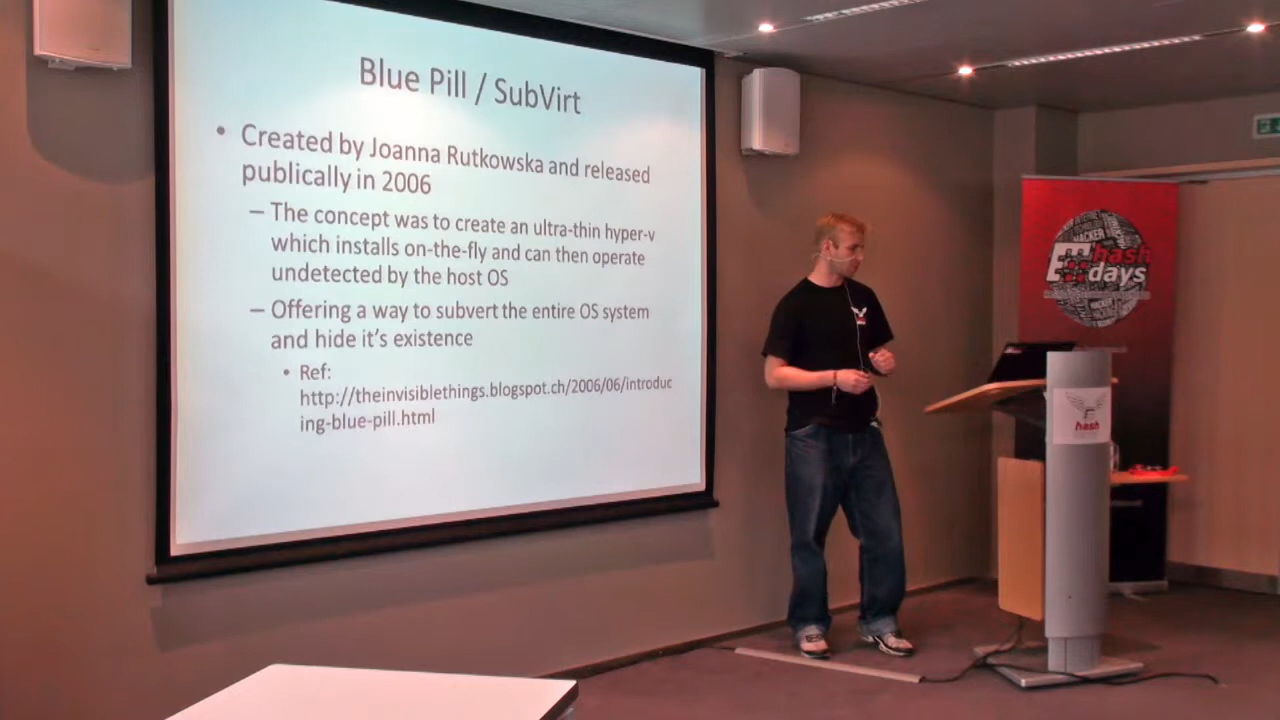 Blue Pill / SubVirt
• Created by Joanna Rutkowska and released
publically in 2006
– The concept was to create an ultra-thin hyper-v
which installs on-the-fly and can then operate
undetected by the host OS
– Offering a way to subvert the entire OS system
and hide it's existence
• Ref:
http://theinvisiblethings.blogspot.ch/2006/06/introduc
ing-blue-pill.html
HACKER
hash
days
hash